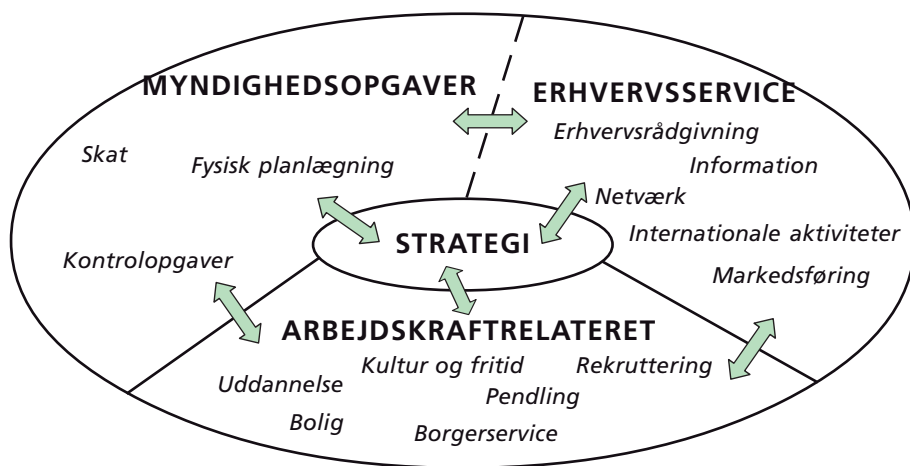 MYNDIGHEDSOPGAVER
ERHVERVSSERVICE
Erhvervsrådgivning
Skat
Fysisk planlægning
Information
Netværk
STRATEGI
Internationale aktiviteter
Kontrolopgaver
Markedsføring
ARBEJDSKRAFTRELATERET
Kultur og fritid
Rekruttering
Uddannelse
Pendling
Bolig
Borgerservice